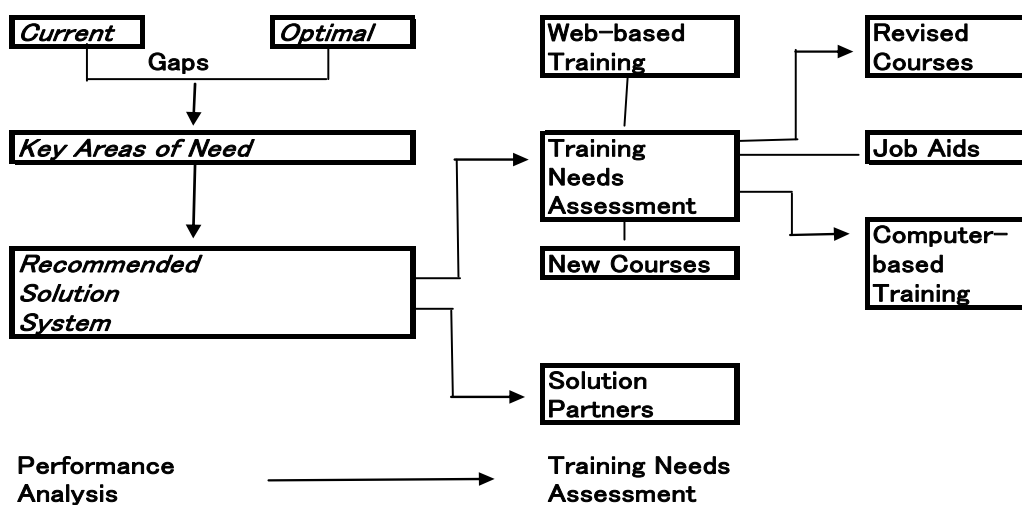 Current
Optimal
Gaps
Key Areas of Need
Recommended
Solution
System
Web-based
Training
Training
Needs
Assessment
New Courses
Solution
Partners
Revised
Courses
Job Aids
Computer-
based
Training
Performance
Analysis
Training Needs
Assessment